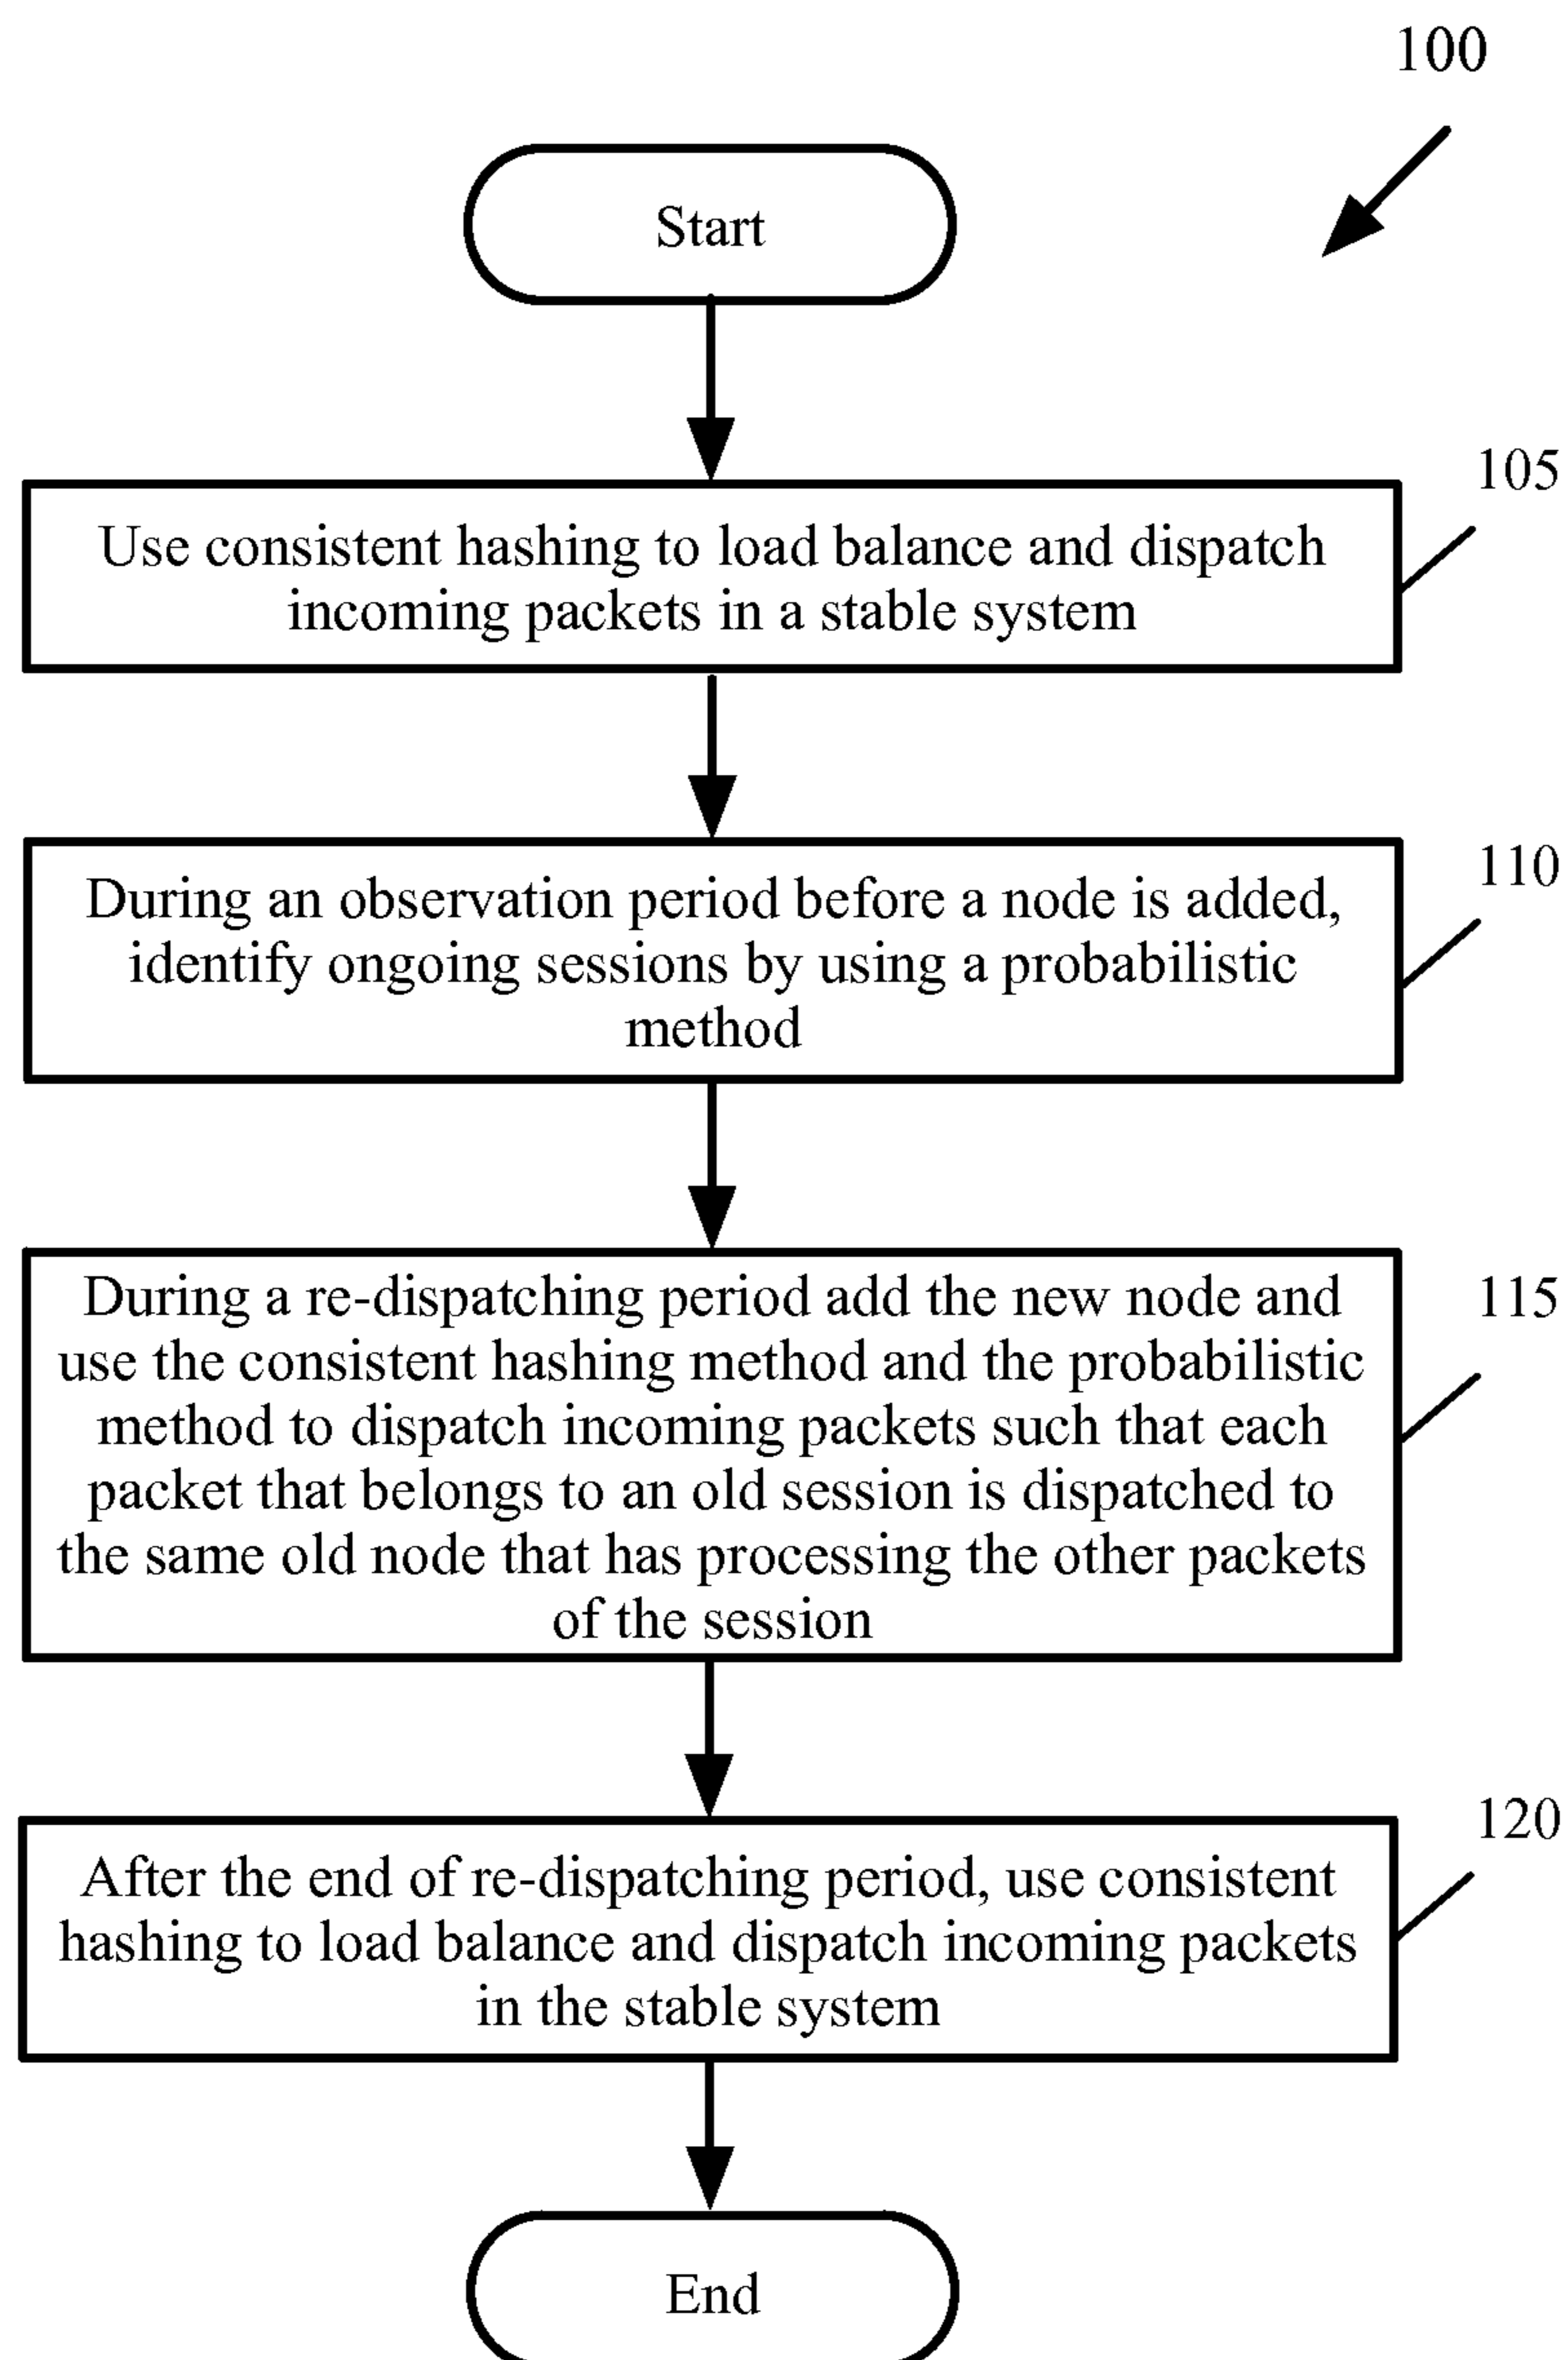 100
Start
105
Use consistent hashing to load balance and dispatch
incoming packets in a stable system
110
During an observation period before a node is added,
identify ongoing sessions by using a probabilistic
method
115
During a re-dispatching period add the new node and
use the consistent hashing method and the probabilistic
method to dispatch incoming packets such that each
packet that belongs to an old session is dispatched to
the same old node that has processing the other packets
of the session
120
After the end of re-dispatching period, use consistent
hashing to load balance and dispatch incoming packets
in the stable system
End